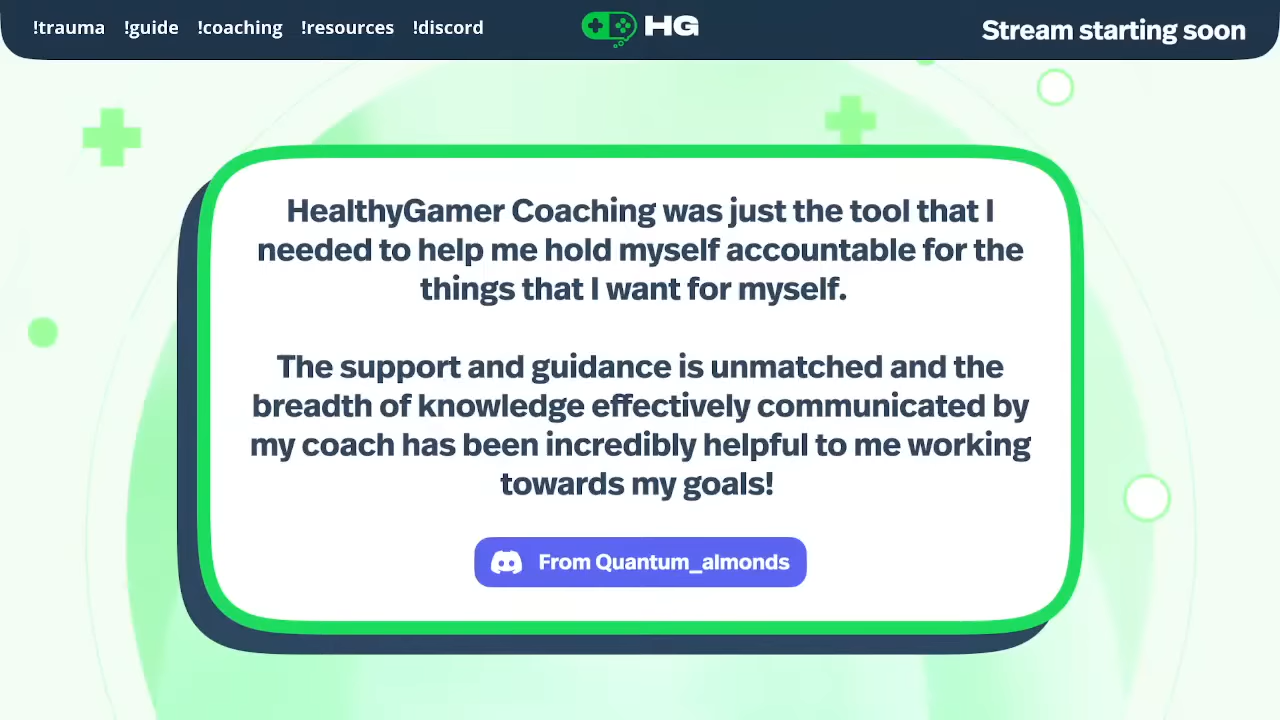 !trauma !guide !coaching !resources !discord
HG
Stream starting soon
HealthyGamer Coaching was just the tool that I
needed to help me hold myself accountable for the
things that I want for myself.
The support and guidance is unmatched and the
breadth of knowledge effectively communicated by
my coach has been incredibly helpful to me working
towards my goals!
From Quantum_almonds